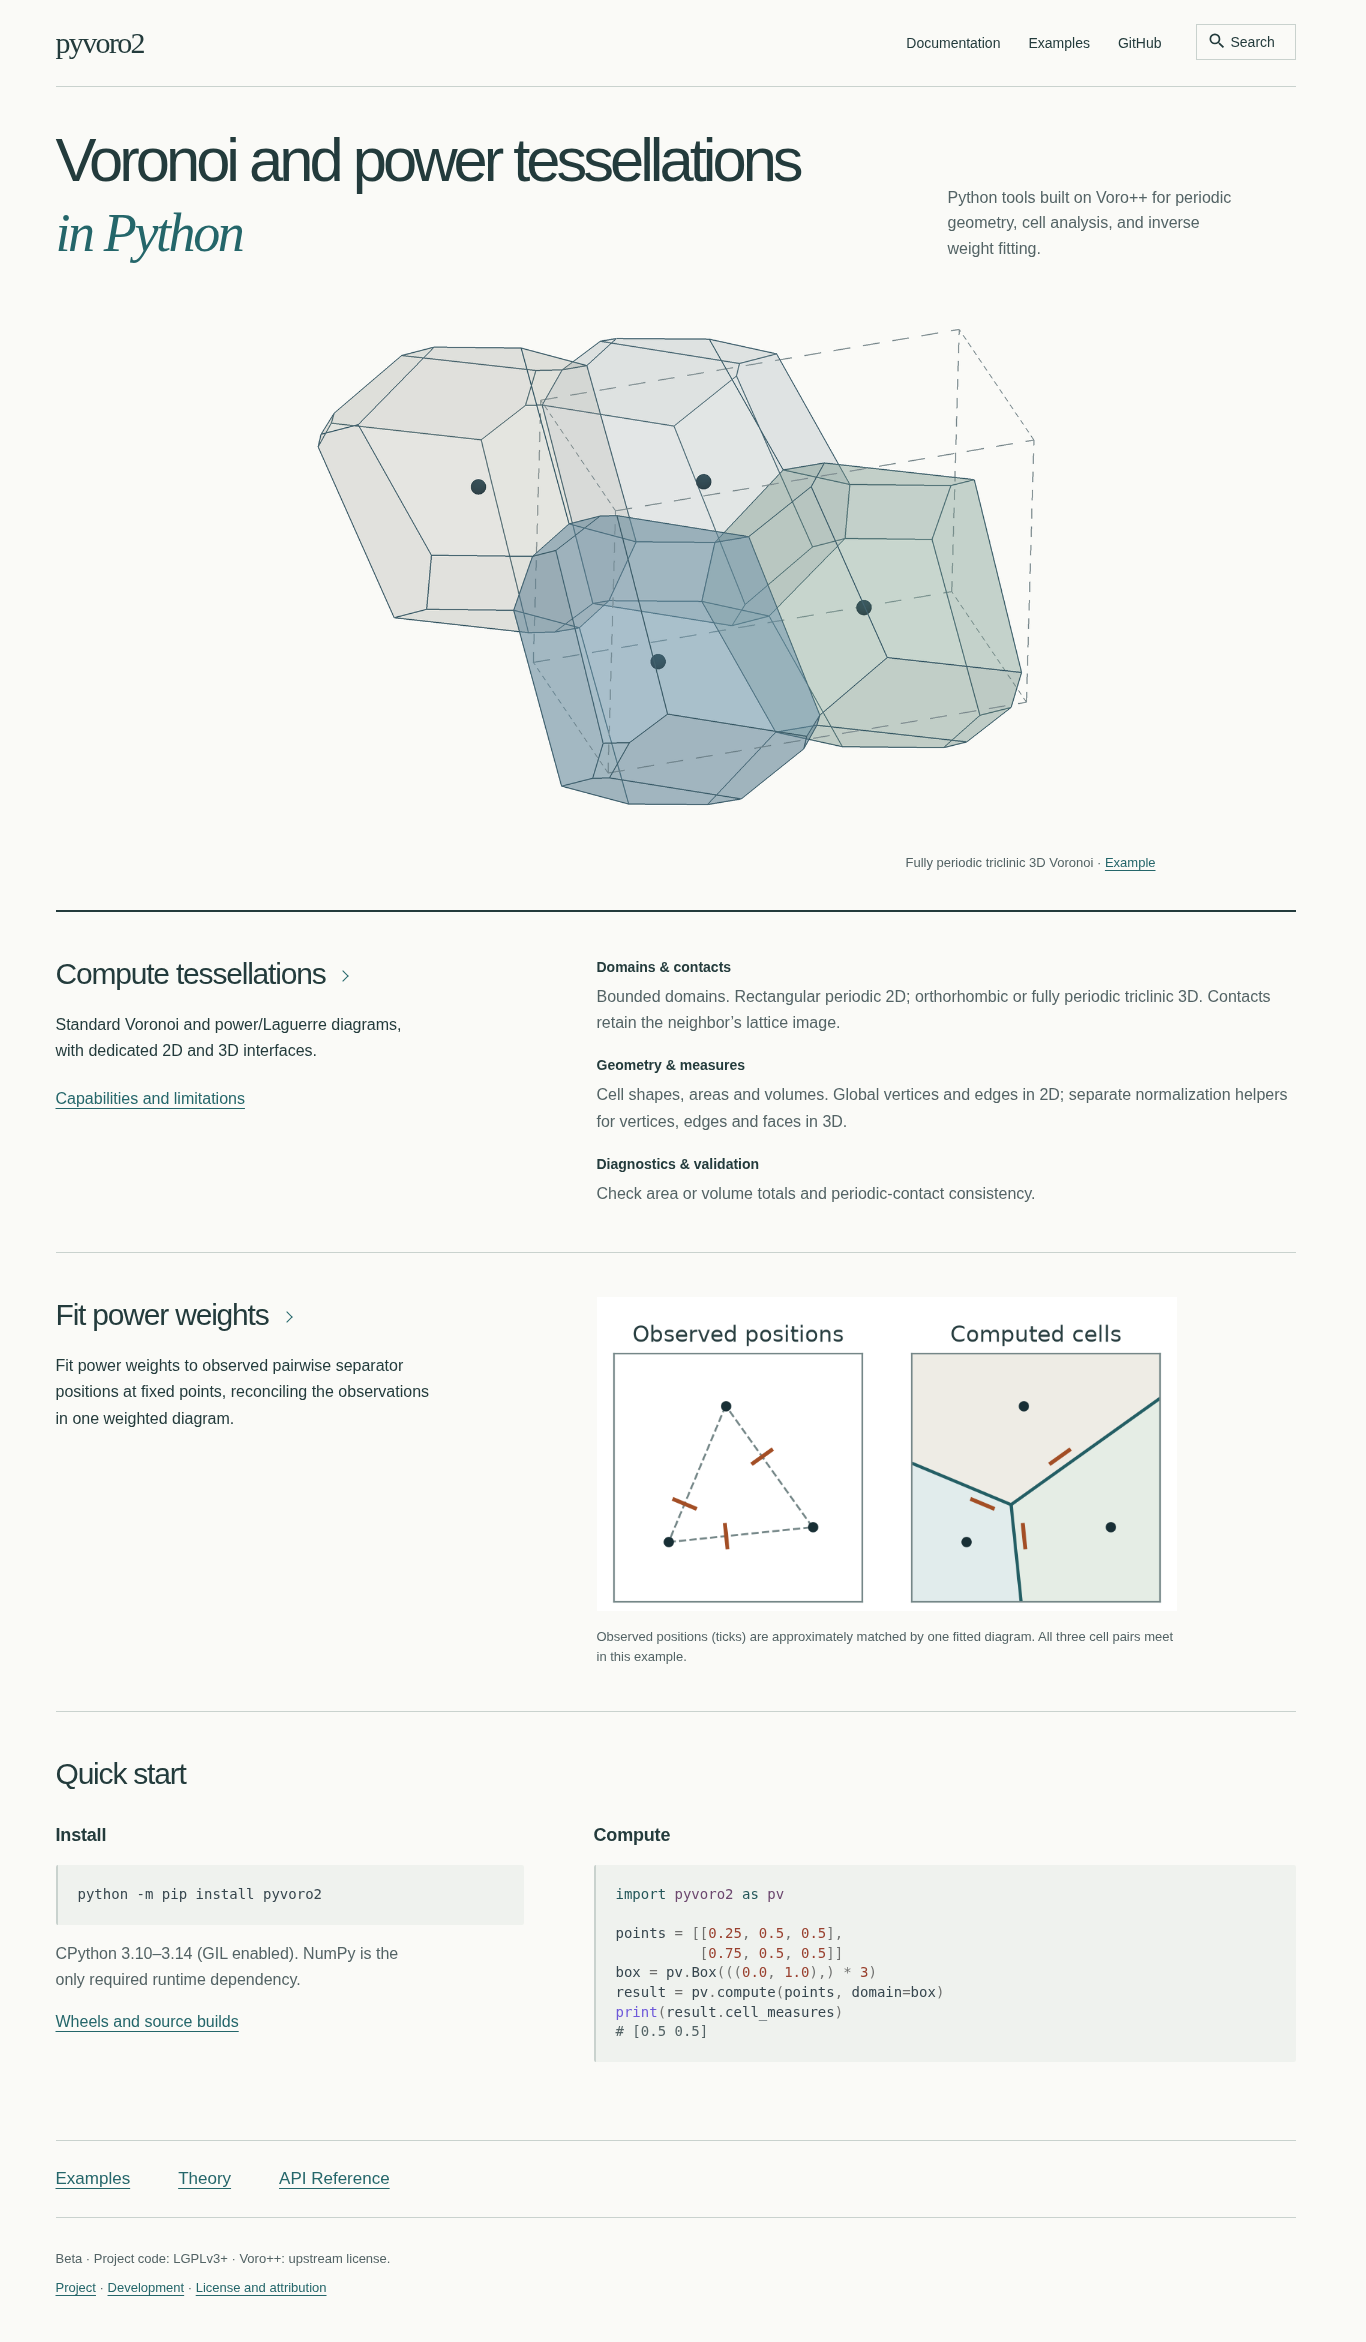 pyvoro2
Documentation Examples GitHub Search
Voronoi and power tessellations
in Python
Python tools built on Voro++ for periodic
geometry, cell analysis, and inverse
weight fitting.
Fully periodic triclinic 3D Voronoi · Example
Compute tessellations
Standard Voronoi and power/Laguerre diagrams,
with dedicated 2D and 3D interfaces.
Capabilities and limitations
Domains & contacts
Bounded domains. Rectangular periodic 2D; orthorhombic or fully periodic triclinic 3D. Contacts
retain the neighbor’s lattice image.
Geometry & measures
Cell shapes, areas and volumes. Global vertices and edges in 2D; separate normalization helpers
for vertices, edges and faces in 3D.
Diagnostics & validation
Check area or volume totals and periodic-contact consistency.
Fit power weights
Fit power weights to observed pairwise separator
positions at fixed points, reconciling the observations
in one weighted diagram.
Observed positions
Computed cells
Observed positions (ticks) are approximately matched by one fitted diagram. All three cell pairs meet
in this example.
Quick start
Install
python -m pip install pyvoro2
CPython 3.10–3.14 (GIL enabled). NumPy is the
only required runtime dependency.
Wheels and source builds
Compute
import pyvoro2 as pv
points = [[0.25, 0.5, 0.5],
          [0.75, 0.5, 0.5]]
box = pv.Box(((0.0, 1.0),) * 3)
result = pv.compute(points, domain=box)
print(result.cell_measures)
# [0.5 0.5]
Examples Theory API Reference
Beta · Project code: LGPLv3+ · Voro++: upstream license.
Project · Development · License and attribution